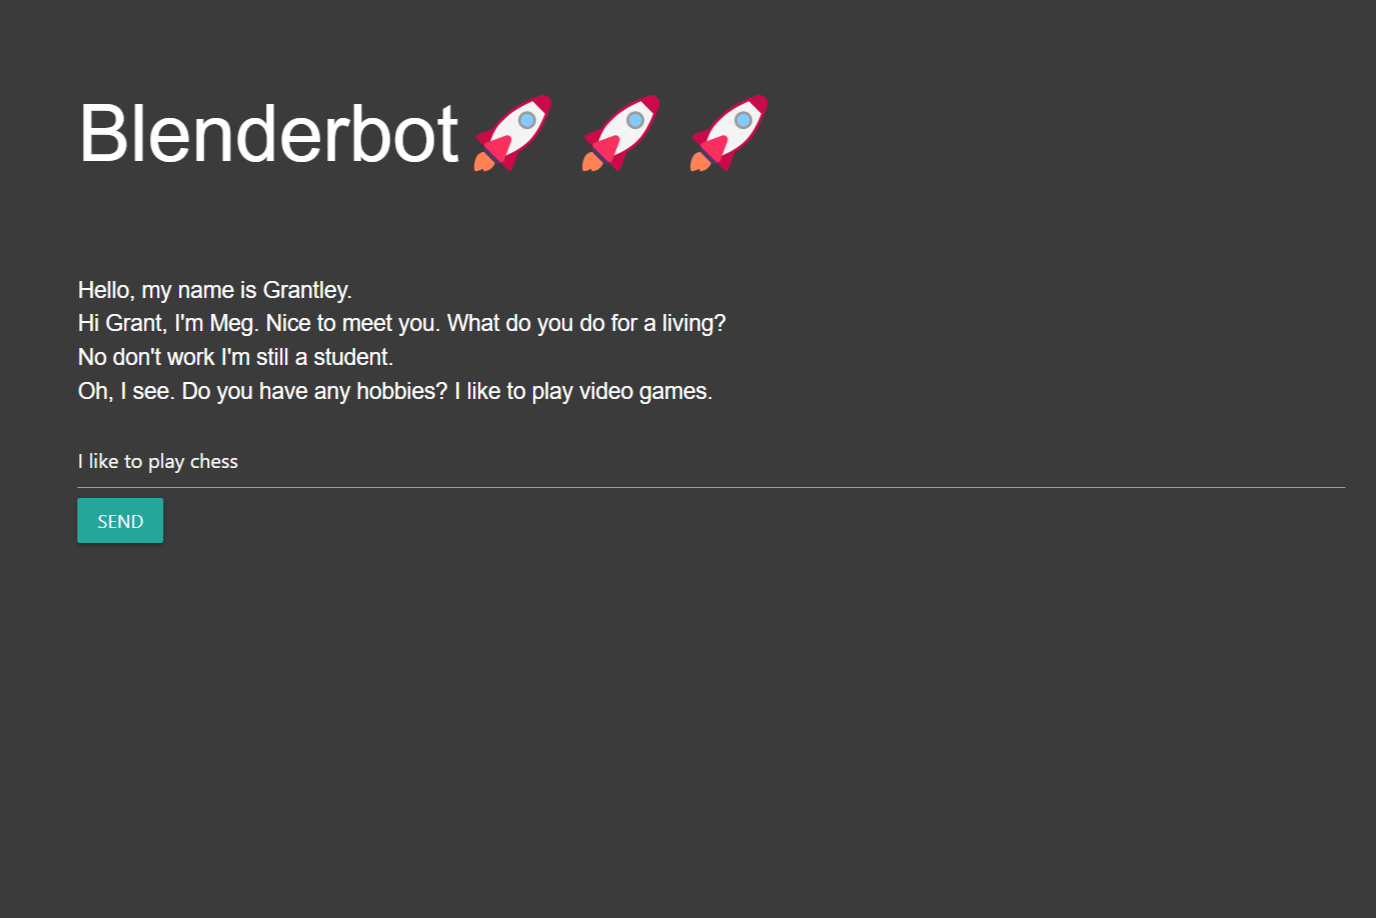 Blenderbot 🚀 🚀 🚀
Hello, my name is Grantley.
Hi Grant, I'm Meg. Nice to meet you. What do you do for a living?
No don't work I'm still a student.
Oh, I see. Do you have any hobbies? I like to play video games.
I like to play chess
SEND